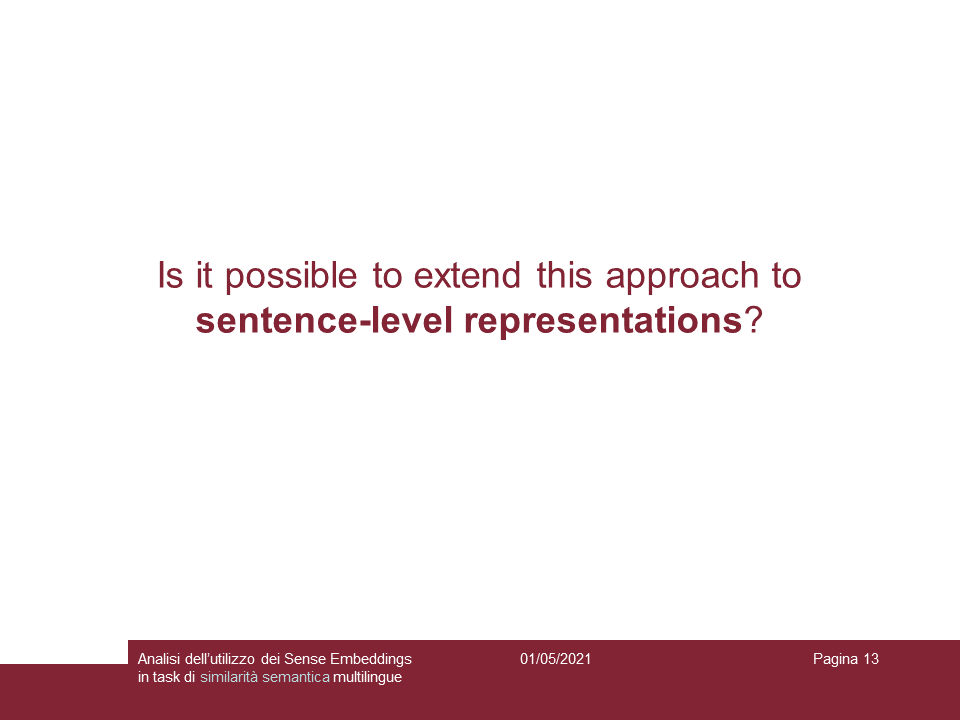 Is it possible to extend this approach to
sentence-level representations?
Analisi dell'utilizzo dei Sense Embeddings
in task di similarità semantica multilingue
01/05/2021
Pagina 13